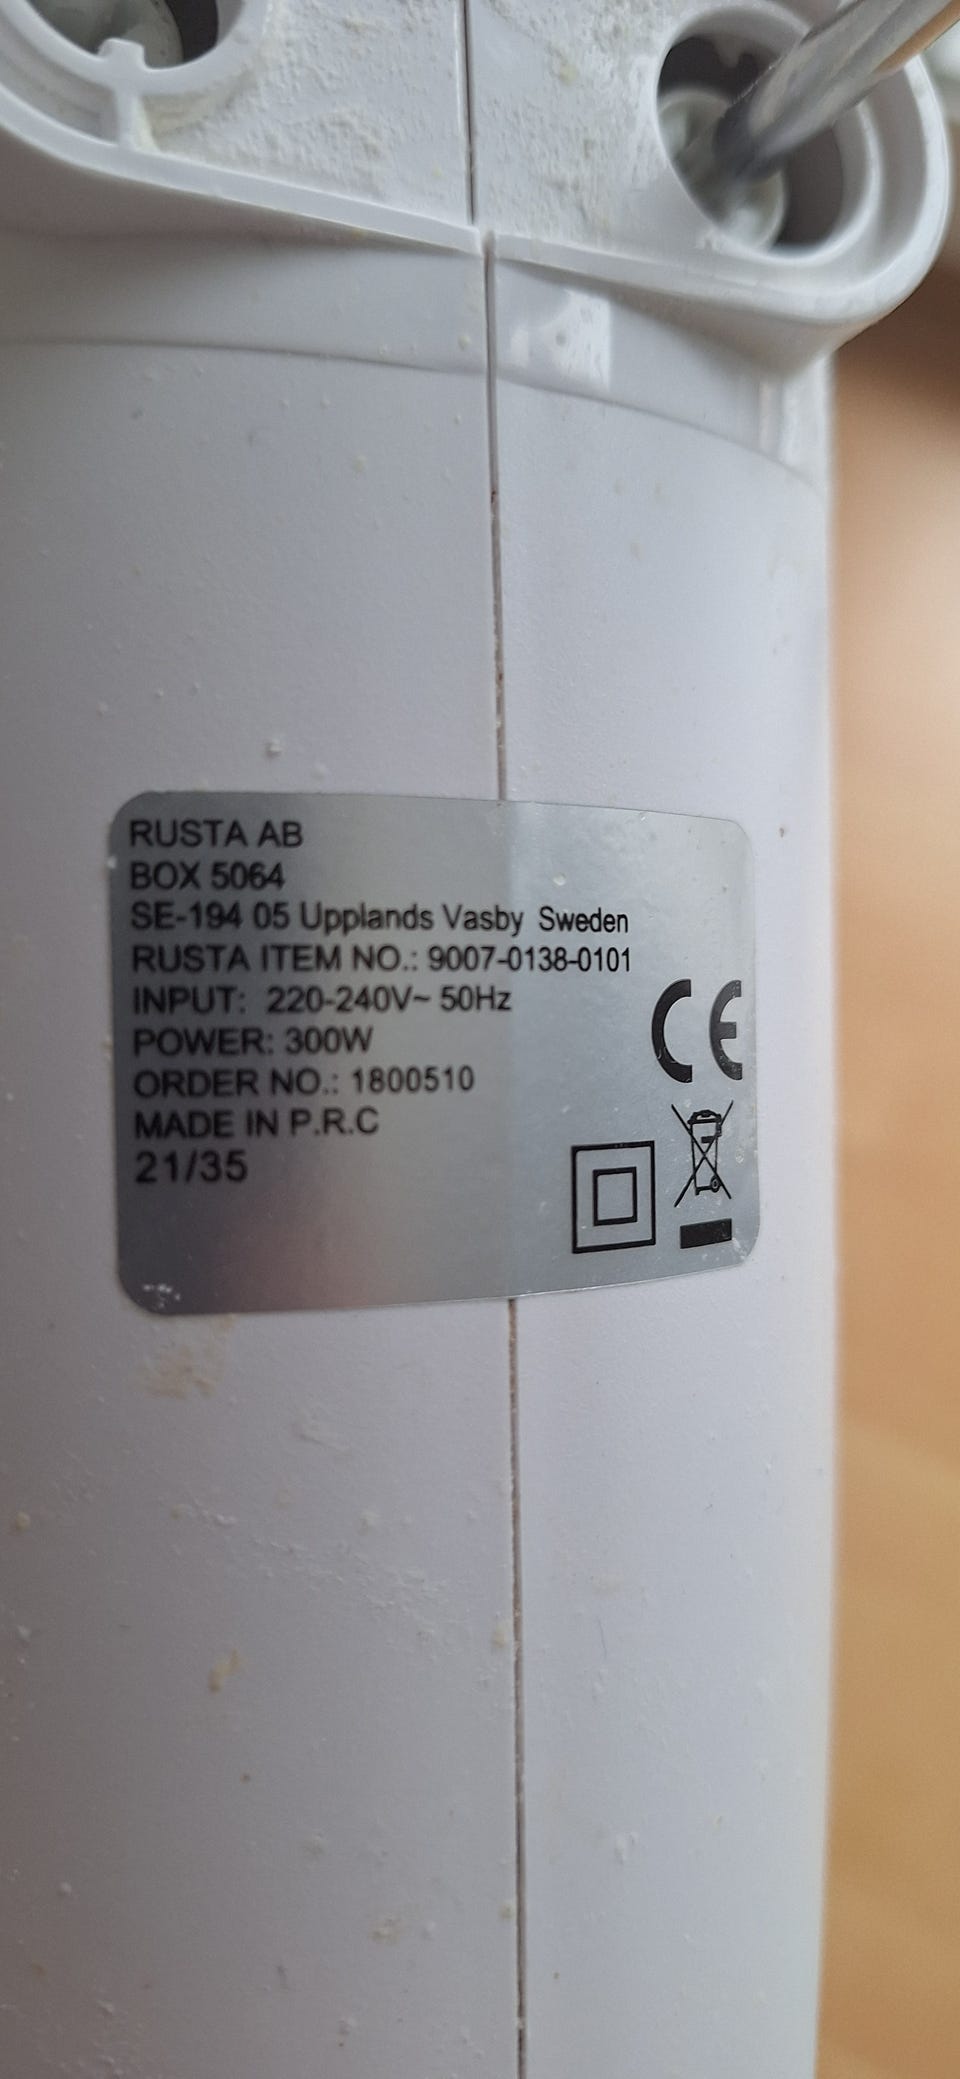 RUSTA AB
BOX 5064
SE-194 05 Upplands Vasby Sweden
RUSTA ITEM NO.: 9007-0138-0101
INPUT: 220-240V~ 50Hz
POWER: 300W
ORDER NO.: 1800510
MADE IN P.R.C
21/35
CE